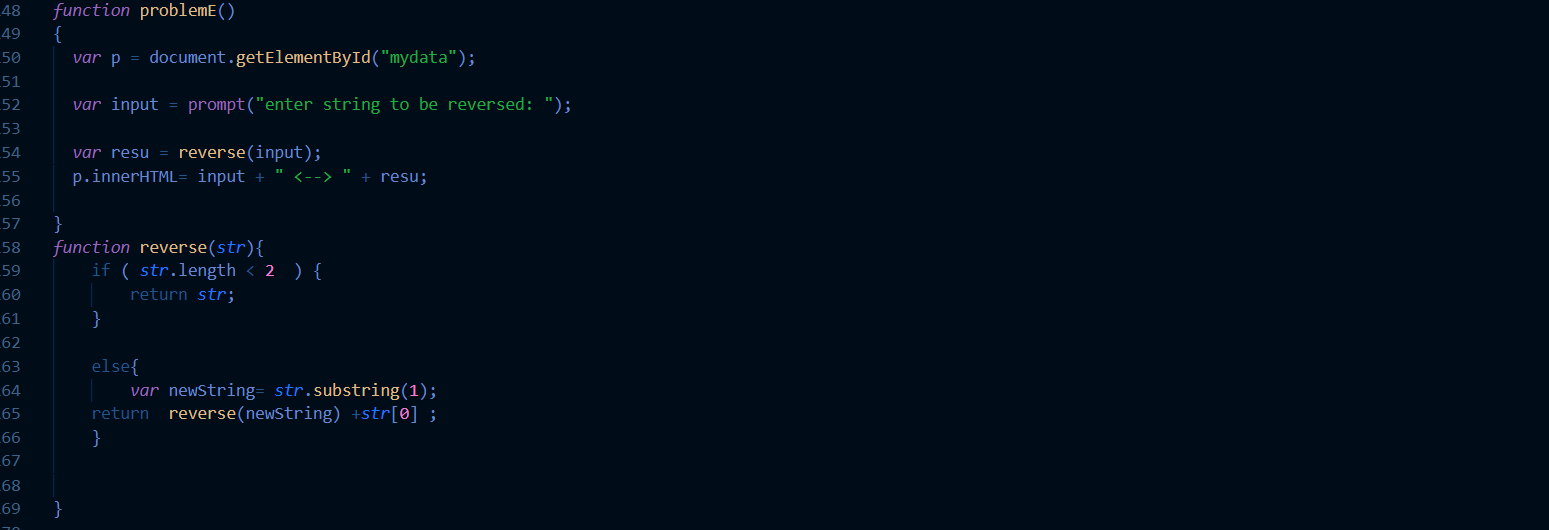 48 function problemE()
49 {
50 var p = document.getElementById("mydata");
51
52 var input = prompt("enter string to be reversed: ");
53
54 var resu = reverse(input);
55 p.innerHTML= input + " <--> " + resu;
56
57 }
58 function reverse(str){
59 if ( str.length < 2  ) {
60 return str;
61 }
62
63 else{
64 var newString= str.substring(1);
65 return  reverse(newString) +str[0] ;
66 }
67
68
69 }